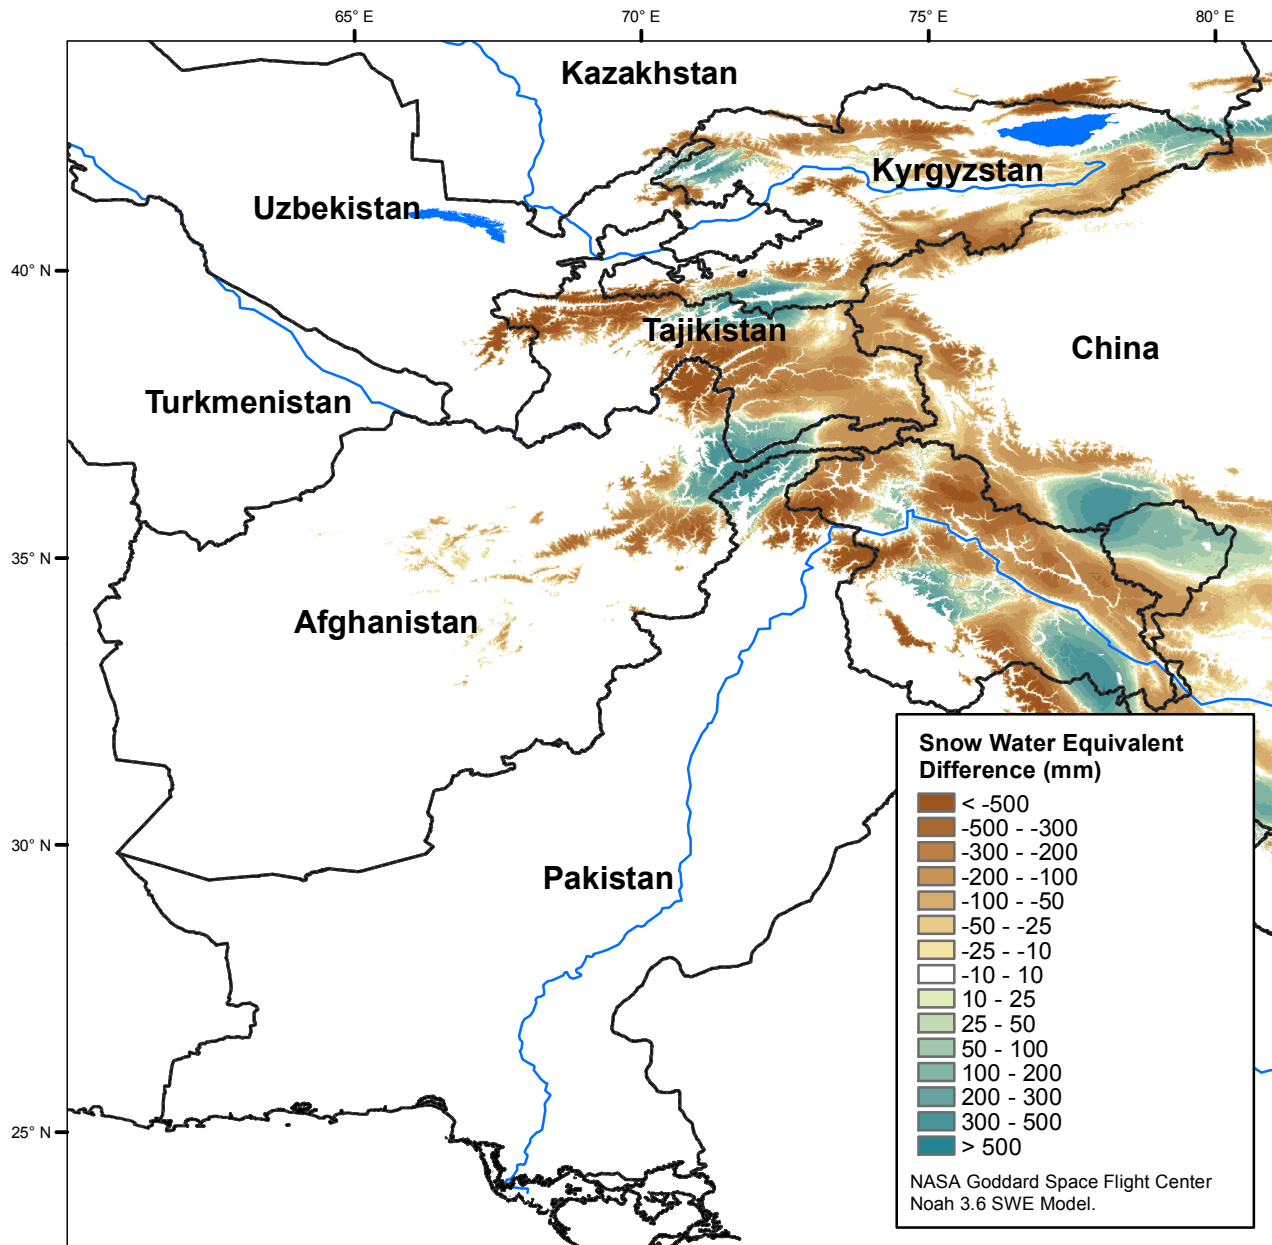 65° E
70° E
75° E
80° E
Kazakhstan
Kyrgyzstan
Uzbekistan
40° N
Tajikistan
China
Turkmenistan
35° N
Afghanistan
Snow Water Equivalent
Difference (mm)
< -500
-500 - -300
-300 - -200
-200 - -100
-100 - -50
-50 - -25
-25 - -10
-10 - 10
10 - 25
25 - 50
50 - 100
100 - 200
200 - 300
300 - 500
> 500
NASA Goddard Space Flight Center
Noah 3.6 SWE Model.
30° N
Pakistan
25° N